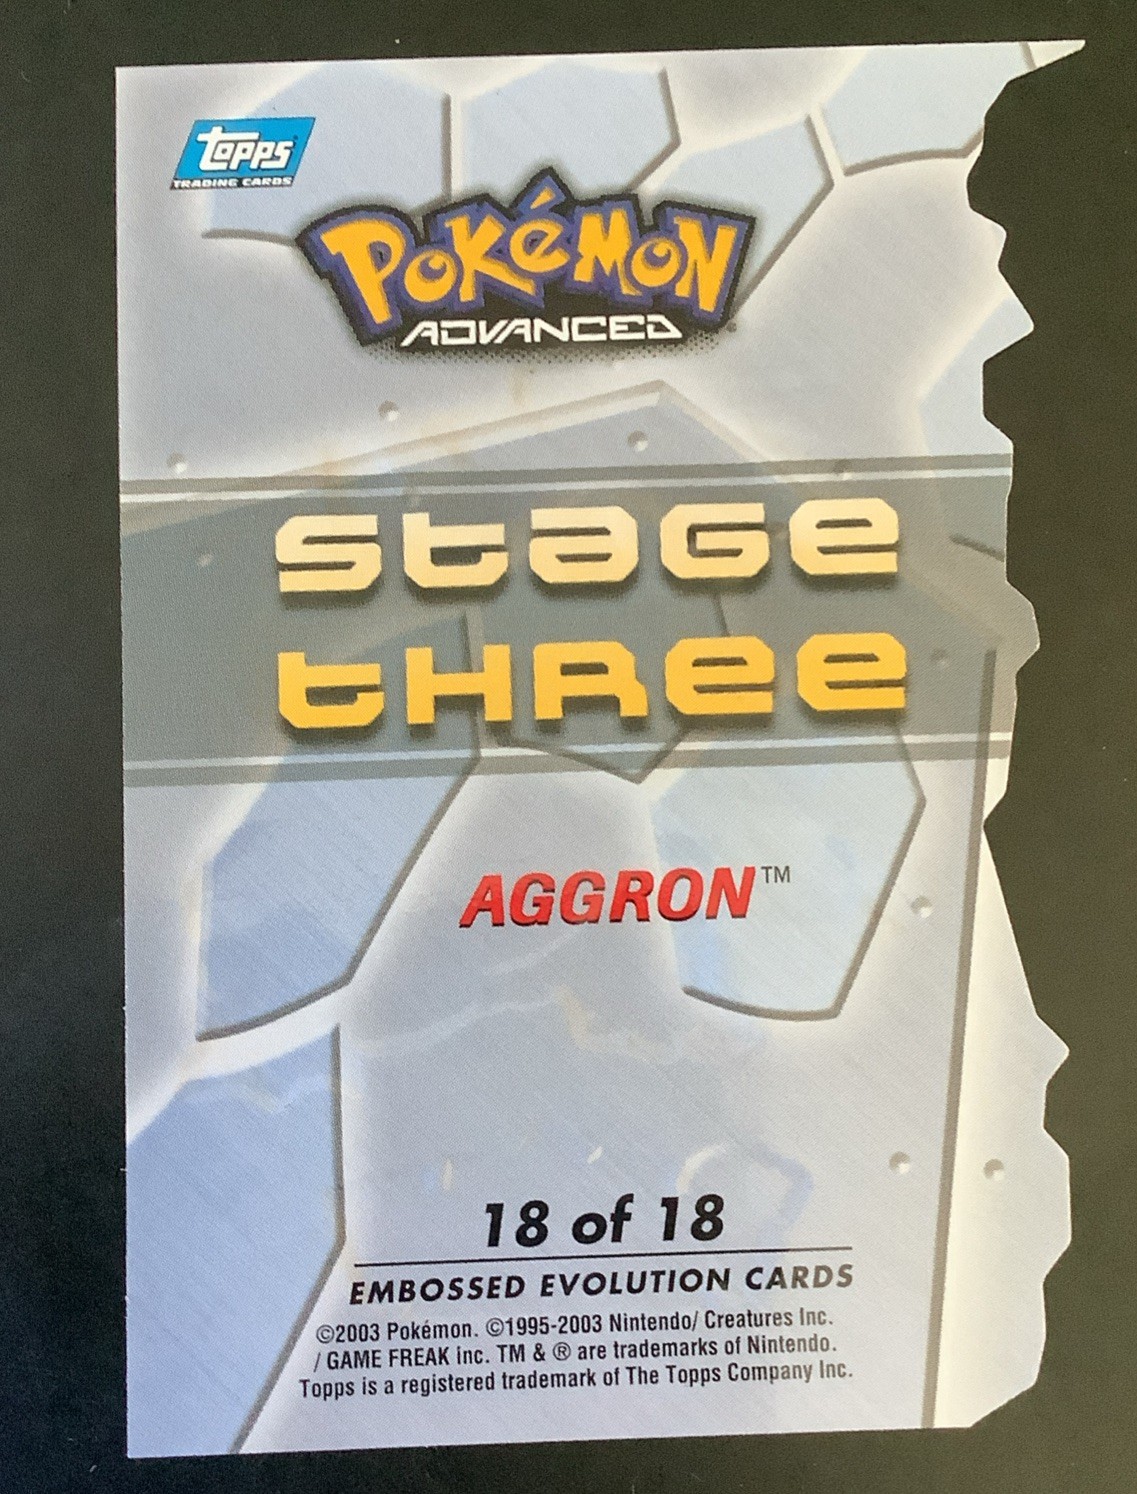 Topps
TRADING CARDS
POKéMON
ADVANCED
STAGE
THREE
AGGRON™
18 of 18
EMBOSSED EVOLUTION CARDS
©2003 Pokémon. ©1995-2003 Nintendo/ Creatures Inc.
/ GAME FREAK inc. TM & ® are trademarks of Nintendo.
Topps is a registered trademark of The Topps Company Inc.